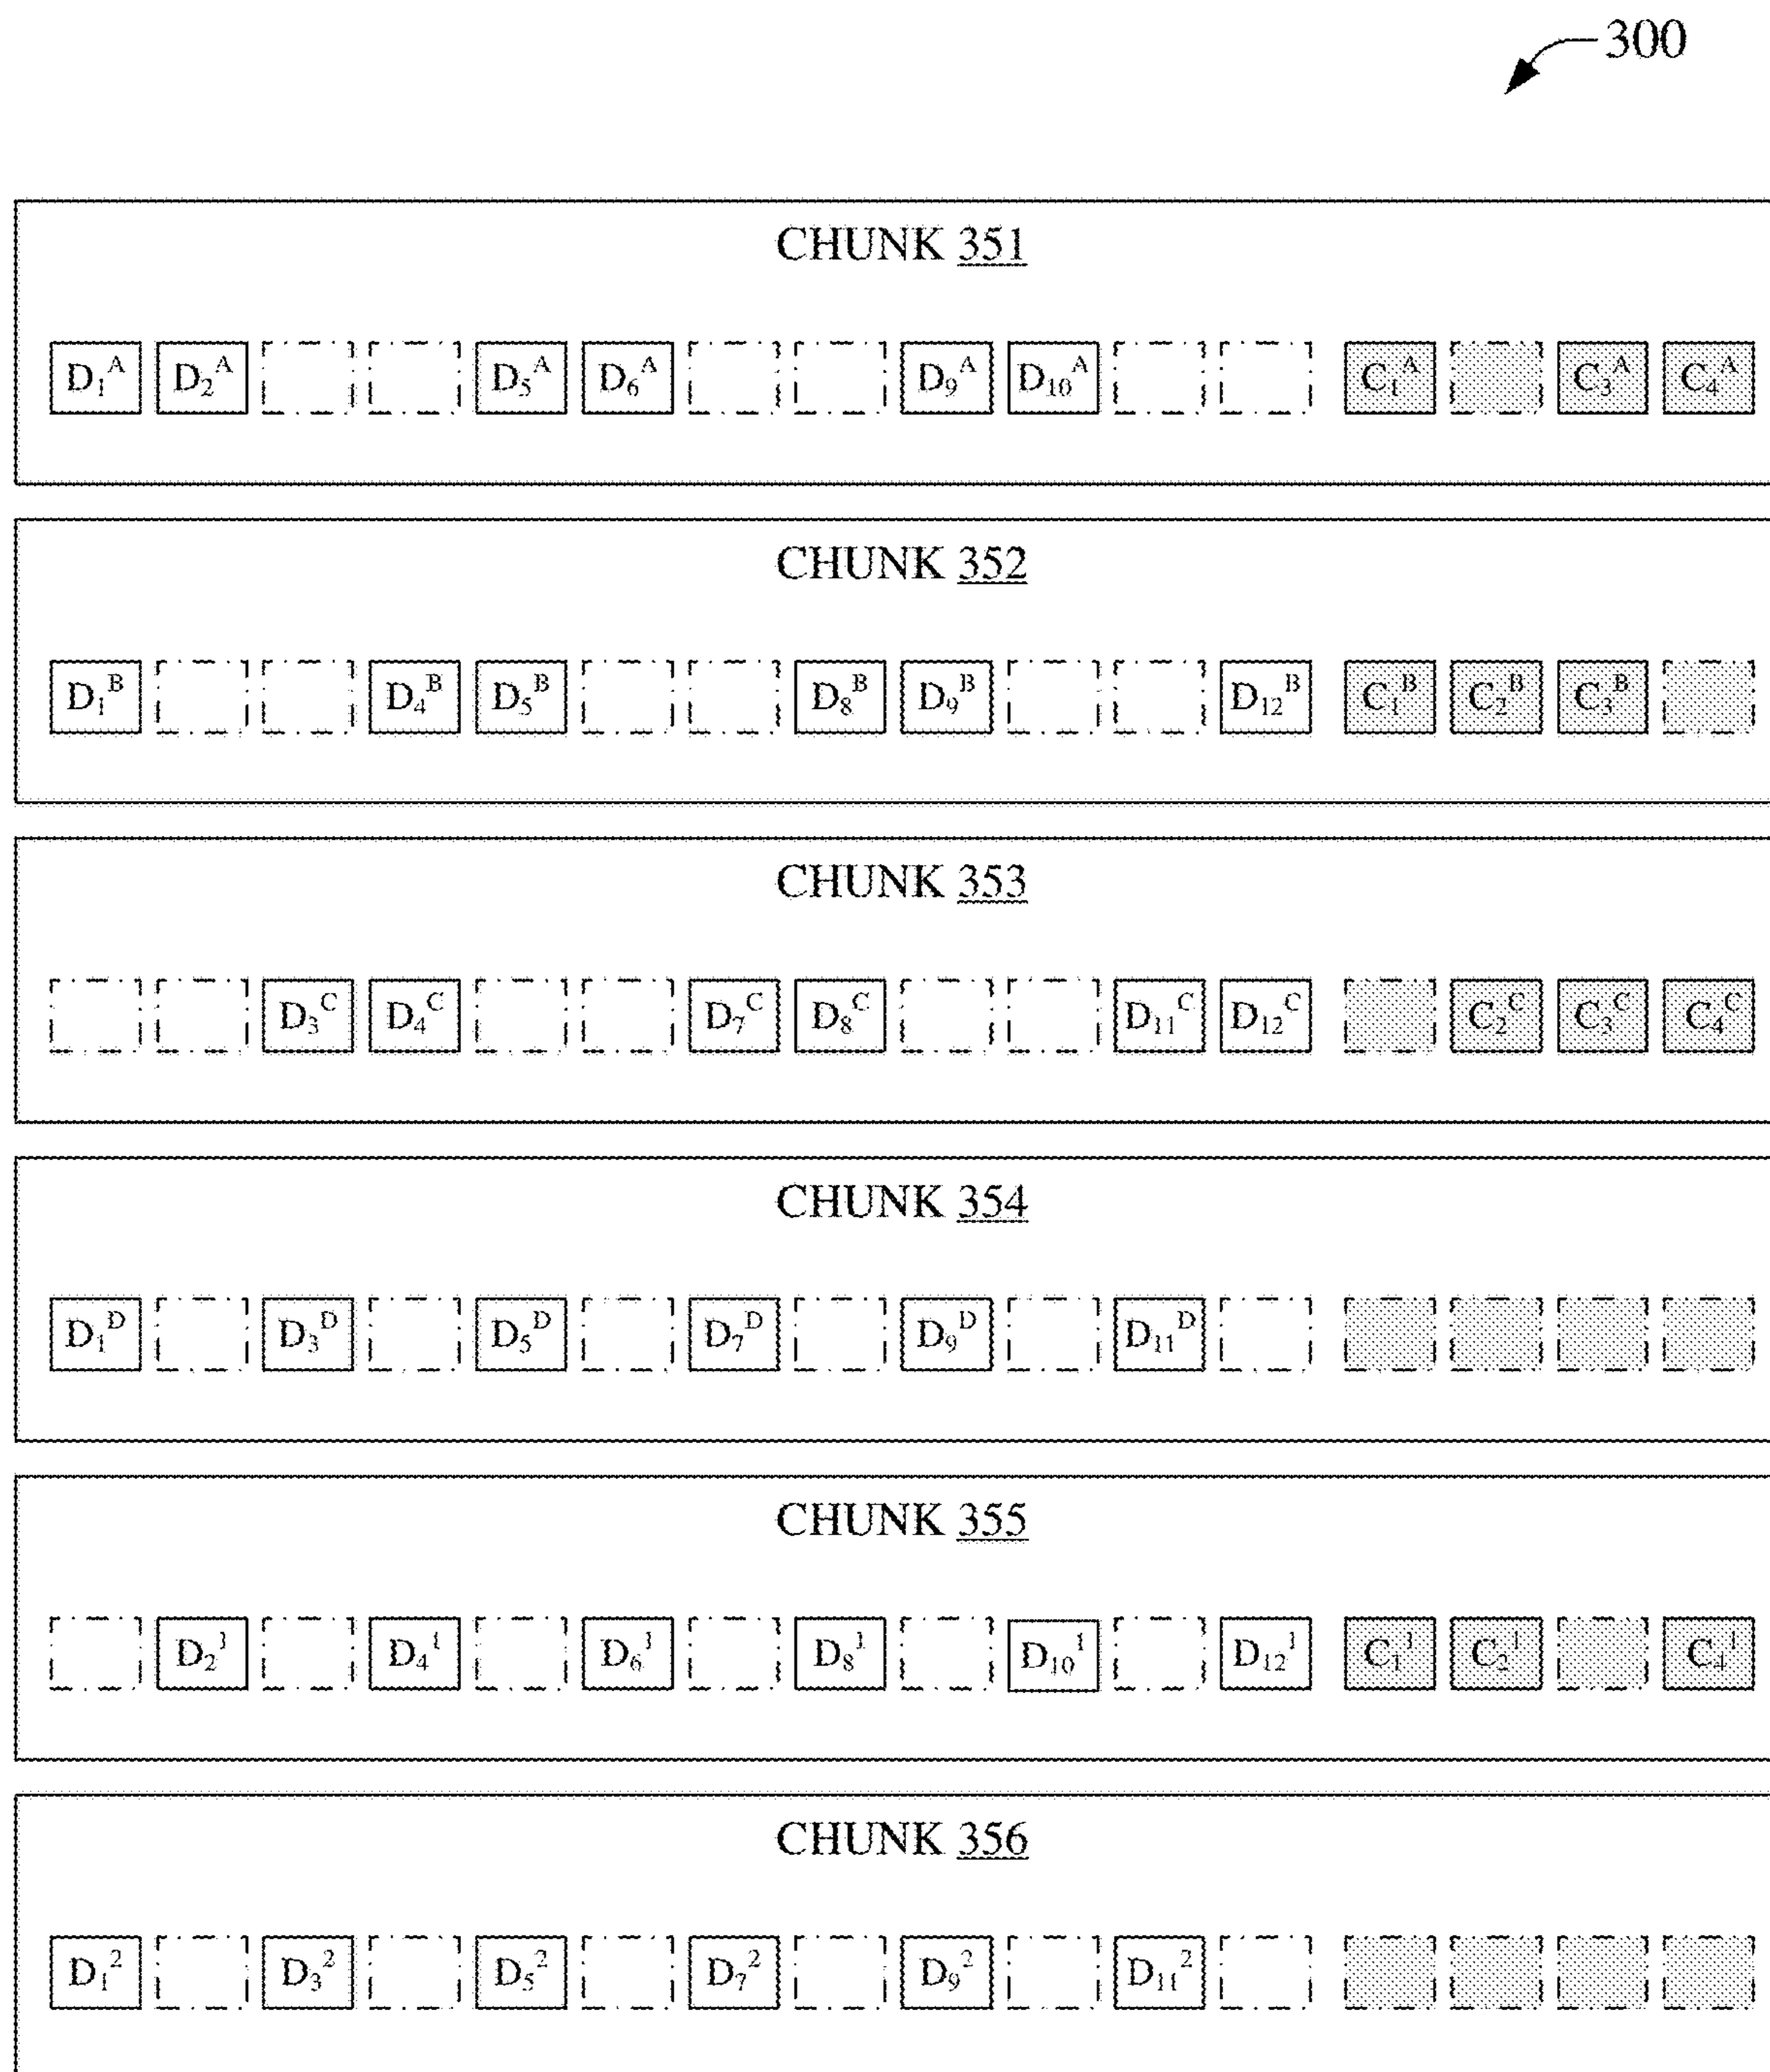 300
CHUNK 351
D₁ᴬ D₂ᴬ D₅ᴬ D₆ᴬ D₉ᴬ D₁₀ᴬ C₁ᴬ C₃ᴬ C₄ᴬ
CHUNK 352
D₁ᴮ D₄ᴮ D₅ᴮ D₈ᴮ D₉ᴮ D₁₂ᴮ C₁ᴮ C₂ᴮ C₃ᴮ
CHUNK 353
D₃ᶜ D₄ᶜ D₇ᶜ D₈ᶜ D₁₁ᶜ D₁₂ᶜ C₂ᶜ C₃ᶜ C₄ᶜ
CHUNK 354
D₁ᴰ D₃ᴰ D₅ᴰ D₇ᴰ D₉ᴰ D₁₁ᴰ
CHUNK 355
D₂¹ D₄¹ D₆¹ D₈¹ D₁₀¹ D₁₂¹ C₁¹ C₂¹ C₄¹
CHUNK 356
D₁² D₃² D₅² D₇² D₉² D₁₁²